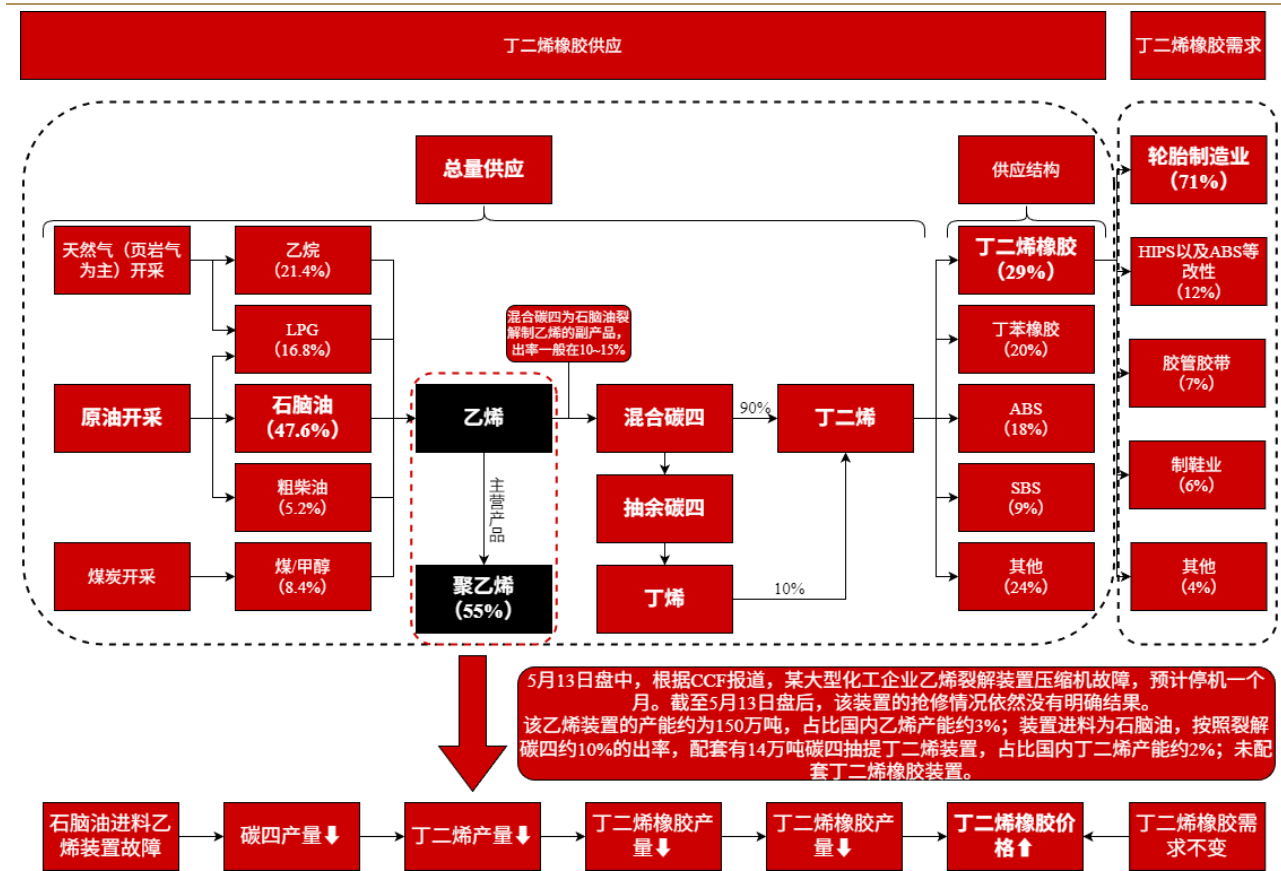 丁二烯橡胶供应
丁二烯橡胶需求
总量供应
供应结构
轮胎制造业
（71%）
天然气（页岩气
为主）开采
乙烷
（21.4%）
丁二烯橡胶
（29%）
HIPS以及ABS等
改性
（12%）
LPG
（16.8%）
混合碳四为石脑油裂
解制乙烯的副产品，
出率一般在10~15%
丁苯橡胶
（20%）
胶管胶带
（7%）
原油开采
石脑油
（47.6%）
乙烯
混合碳四
90%
丁二烯
ABS
（18%）
粗柴油
（5.2%）
主营产品
抽余碳四
SBS
（9%）
制鞋业
（6%）
煤炭开采
煤/甲醇
（8.4%）
聚乙烯
（55%）
丁烯
10%
其他
（24%）
其他
（4%）
5月13日盘中，根据CCF报道，某大型化工企业乙烯裂解装置压缩机故障，预计停机一个
月。截至5月13日盘后，该装置的抢修情况依然没有明确结果。
该乙烯装置的产能约为150万吨，占比国内乙烯产能约3%；装置进料为石脑油，按照裂解
碳四约10%的出率，配套有14万吨碳四抽提丁二烯装置，占比国内丁二烯产能约2%；未配
套丁二烯橡胶装置。
石脑油进料乙
烯装置故障
碳四产量⬇
丁二烯产量⬇
丁二烯橡胶产
量⬇
丁二烯橡胶产
量⬇
丁二烯橡胶价
格⬆
丁二烯橡胶需
求不变